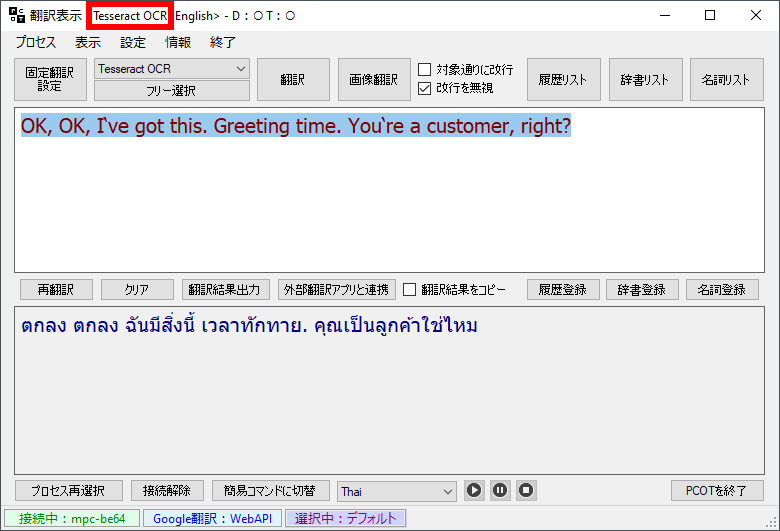 翻訳表示 Tesseract OCR English> - D : ○ T : ○
プロセス 表示 設定 情報 終了
固定翻訳
設定
Tesseract OCR
フリー選択
翻訳
画像翻訳
対象通りに改行
改行を無視
履歴リスト
辞書リスト
名詞リスト
OK, OK, I've got this. Greeting time. You're a customer, right?
再翻訳
クリア
翻訳結果出力
外部翻訳アプリと連携
翻訳結果をコピー
履歴登録
辞書登録
名詞登録
ตกลง ตกลง ฉันมีสิ่งนี้ เวลาทักทาย. คุณเป็นลูกค้าใช่ไหม
プロセス再選択
接続解除
簡易コマンドに切替
Thai
PCOTを終了
接続中：mpc-be64
Google翻訳：WebAPI
選択中：デフォルト